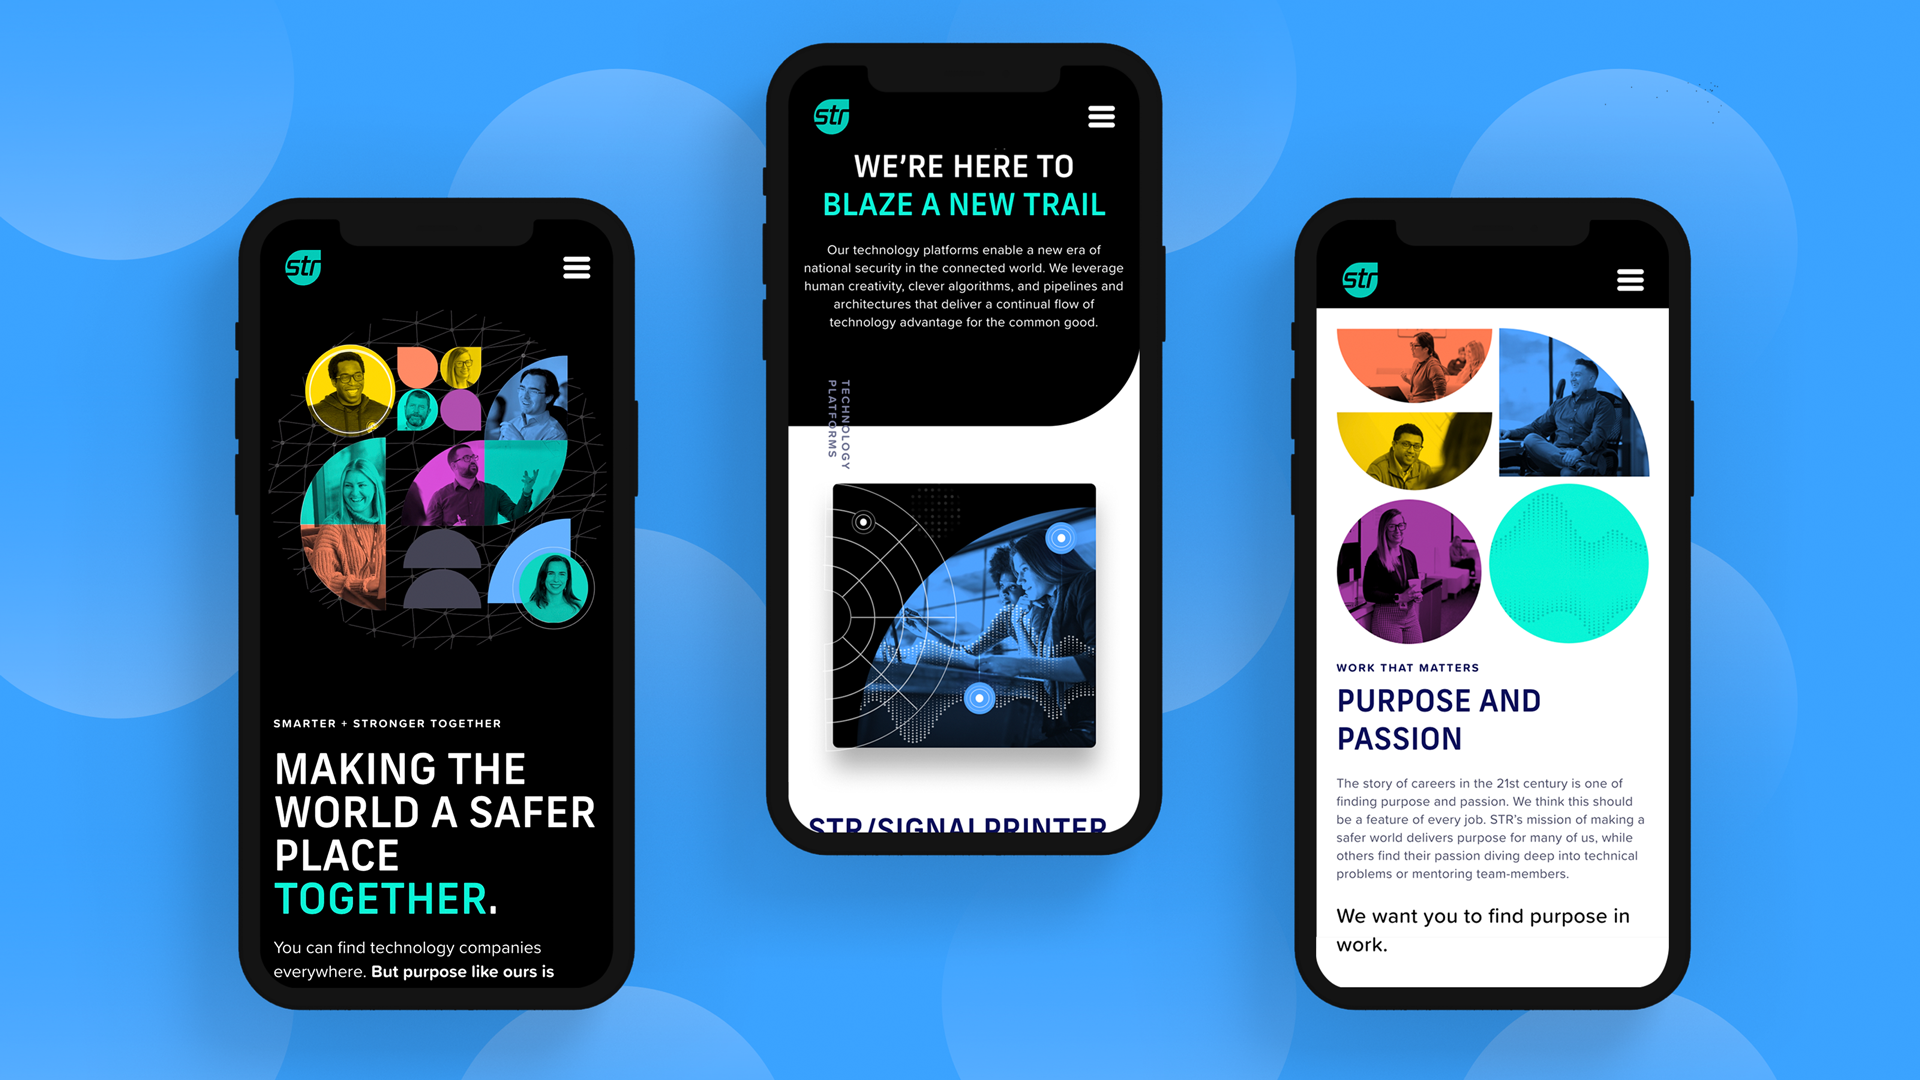 str
SMARTER + STRONGER TOGETHER
MAKING THE
WORLD A SAFER
PLACE
TOGETHER.
You can find technology companies
everywhere. But purpose like ours is
str
WE'RE HERE TO
BLAZE A NEW TRAIL
Our technology platforms enable a new era of
national security in the connected world. We leverage
human creativity, clever algorithms, and pipelines and
architectures that deliver a continual flow of
technology advantage for the common good.
TECHNOLOGY
PLATFORMS
STR/SIGNALPRINTER
str
WORK THAT MATTERS
PURPOSE AND
PASSION
The story of careers in the 21st century is one of
finding purpose and passion. We think this should
be a feature of every job. STR's mission of making a
safer world delivers purpose for many of us, while
others find their passion diving deep into technical
problems or mentoring team-members.
We want you to find purpose in
work.